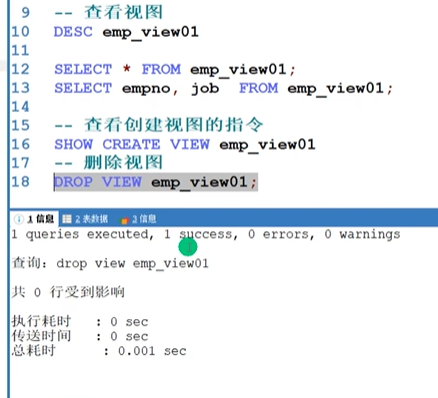 9 -- 查看视图
10 DESC emp_view01
11
12 SELECT * FROM emp_view01;
13 SELECT empno, job  FROM emp_view01;
14
15 -- 查看创建视图的指令
16 SHOW CREATE VIEW emp_view01
17 -- 删除视图
18 DROP VIEW emp_view01;
1 信息 2 表数据 3 信息
1 queries executed, 1 success, 0 errors, 0 warnings
查询: drop view emp_view01
共 0 行受到影响
执行耗时   : 0 sec
传送时间   : 0 sec
总耗时      : 0.001 sec